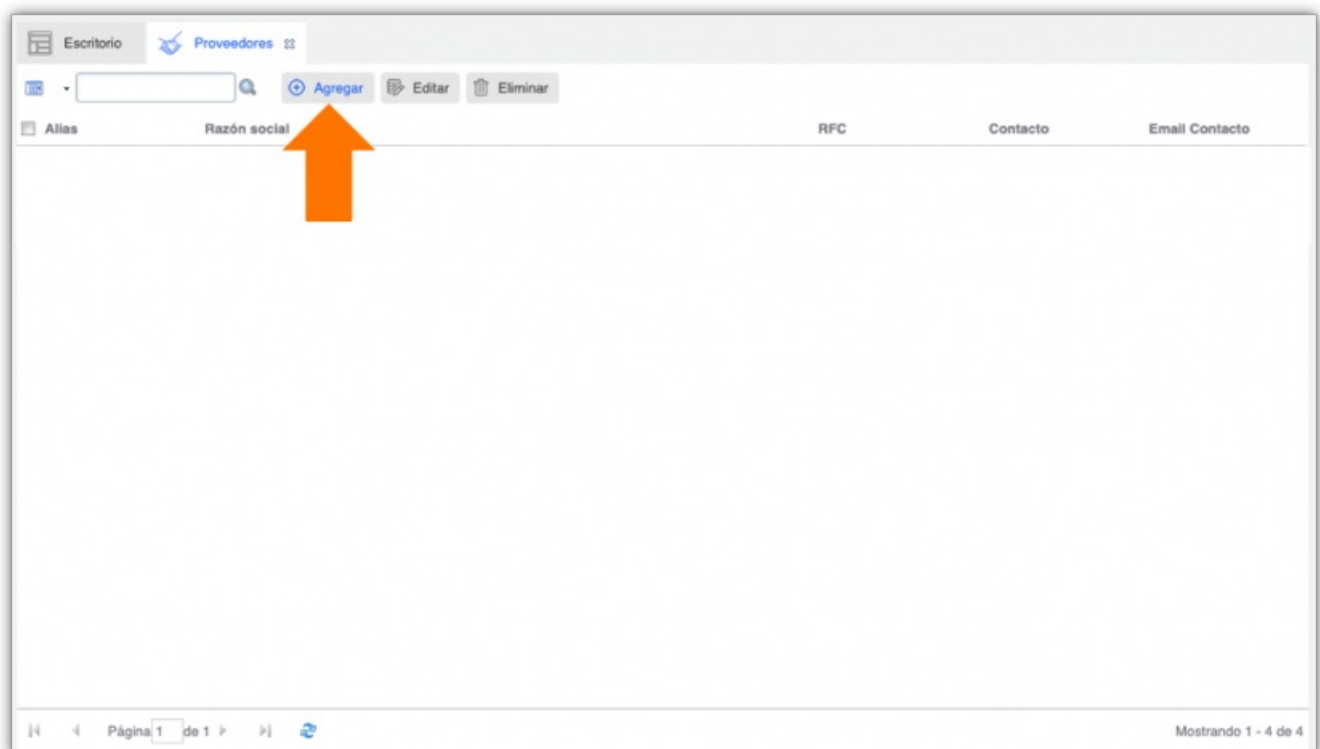 Escritorio Proveedores
Agregar Editar Eliminar
Alias Razón social RFC Contacto Email Contacto
Página 1 de 1 Mostrando 1 - 4 de 4